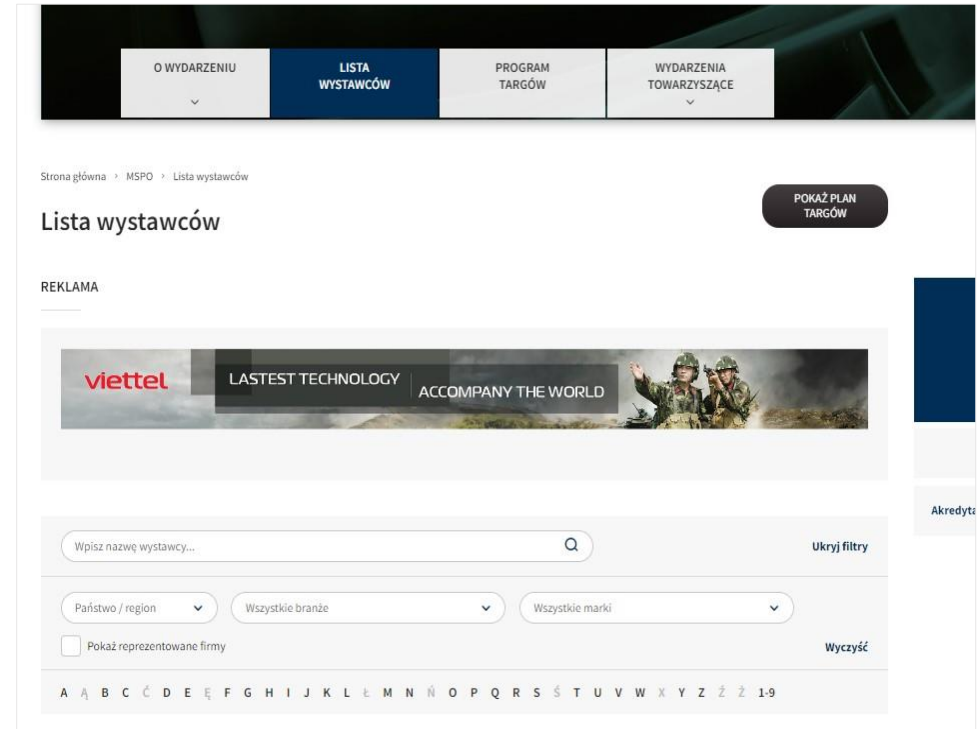 O WYDARZENIU
LISTA
WYSTAWCÓW
PROGRAM
TARGÓW
WYDARZENIA
TOWARZYSZĄCE
Strona główna › MSPO › Lista wystawców
Lista wystawców
POKAŻ PLAN
TARGÓW
REKLAMA
viettel
LASTEST TECHNOLOGY
ACCOMPANY THE WORLD
Akredyta
Wpisz nazwę wystawcy...
Ukryj filtry
Państwo / region
Wszystkie branże
Wszystkie marki
Pokaż reprezentowane firmy
Wyczyść
A Ą B C Ć D E Ę F G H I J K L Ł M N Ń O P Q R S Ś T U V W X Y Z Ź Ż 1-9